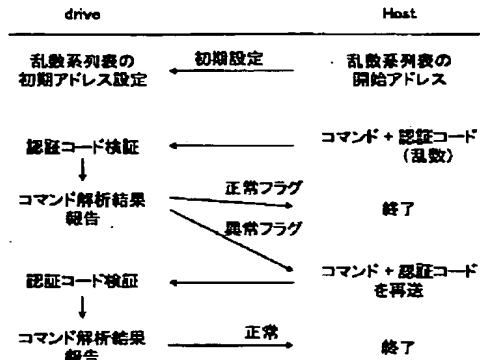 drive
Host
乱数系列表の
初期アドレス設定
初期設定
乱数系列表の
開始アドレス
認証コード検証
コマンド + 認証コード
(乱数)
コマンド解析結果
報告
正常フラグ
終了
異常フラグ
認証コード検証
コマンド + 認証コード
を再送
コマンド解析結果
報告
正常
終了